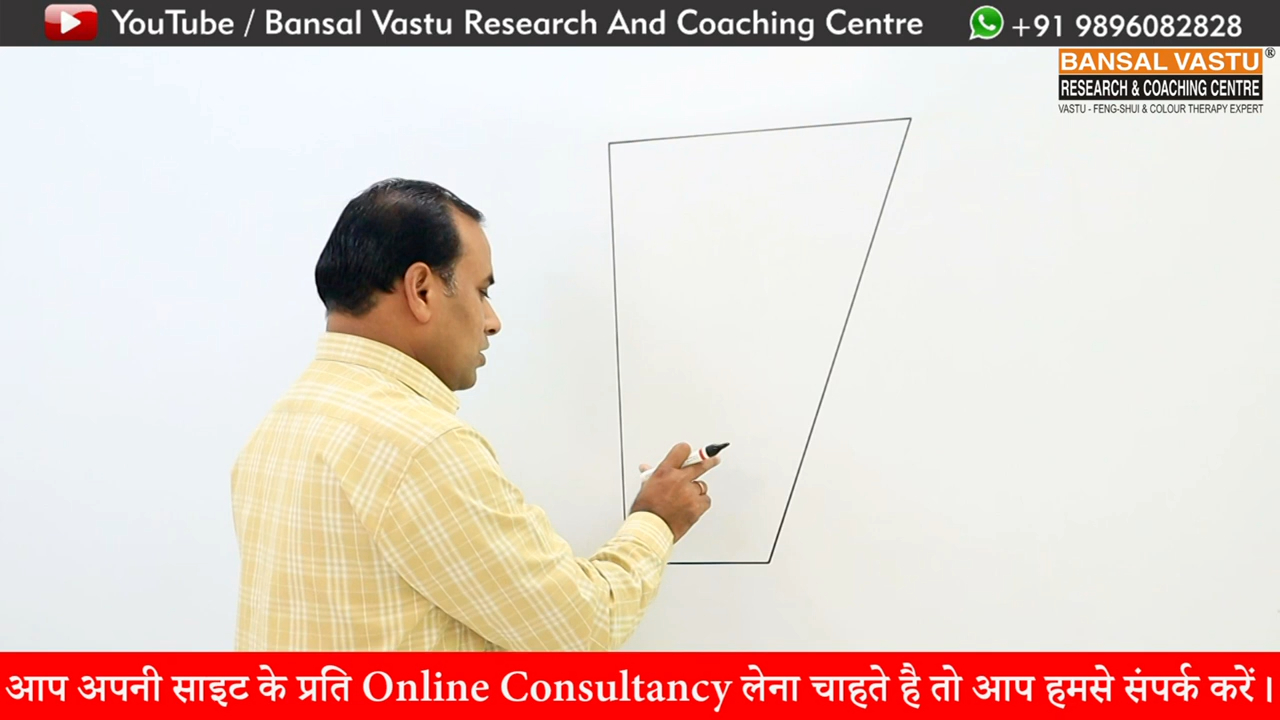 YouTube / Bansal Vastu Research And Coaching Centre +91 9896082828
BANSAL VASTU®
RESEARCH & COACHING CENTRE
VASTU - FENG-SHUI & COLOUR THERAPY EXPERT
आप अपनी साइट के प्रति Online Consultancy लेना चाहते है तो आप हमसे संपर्क करें।